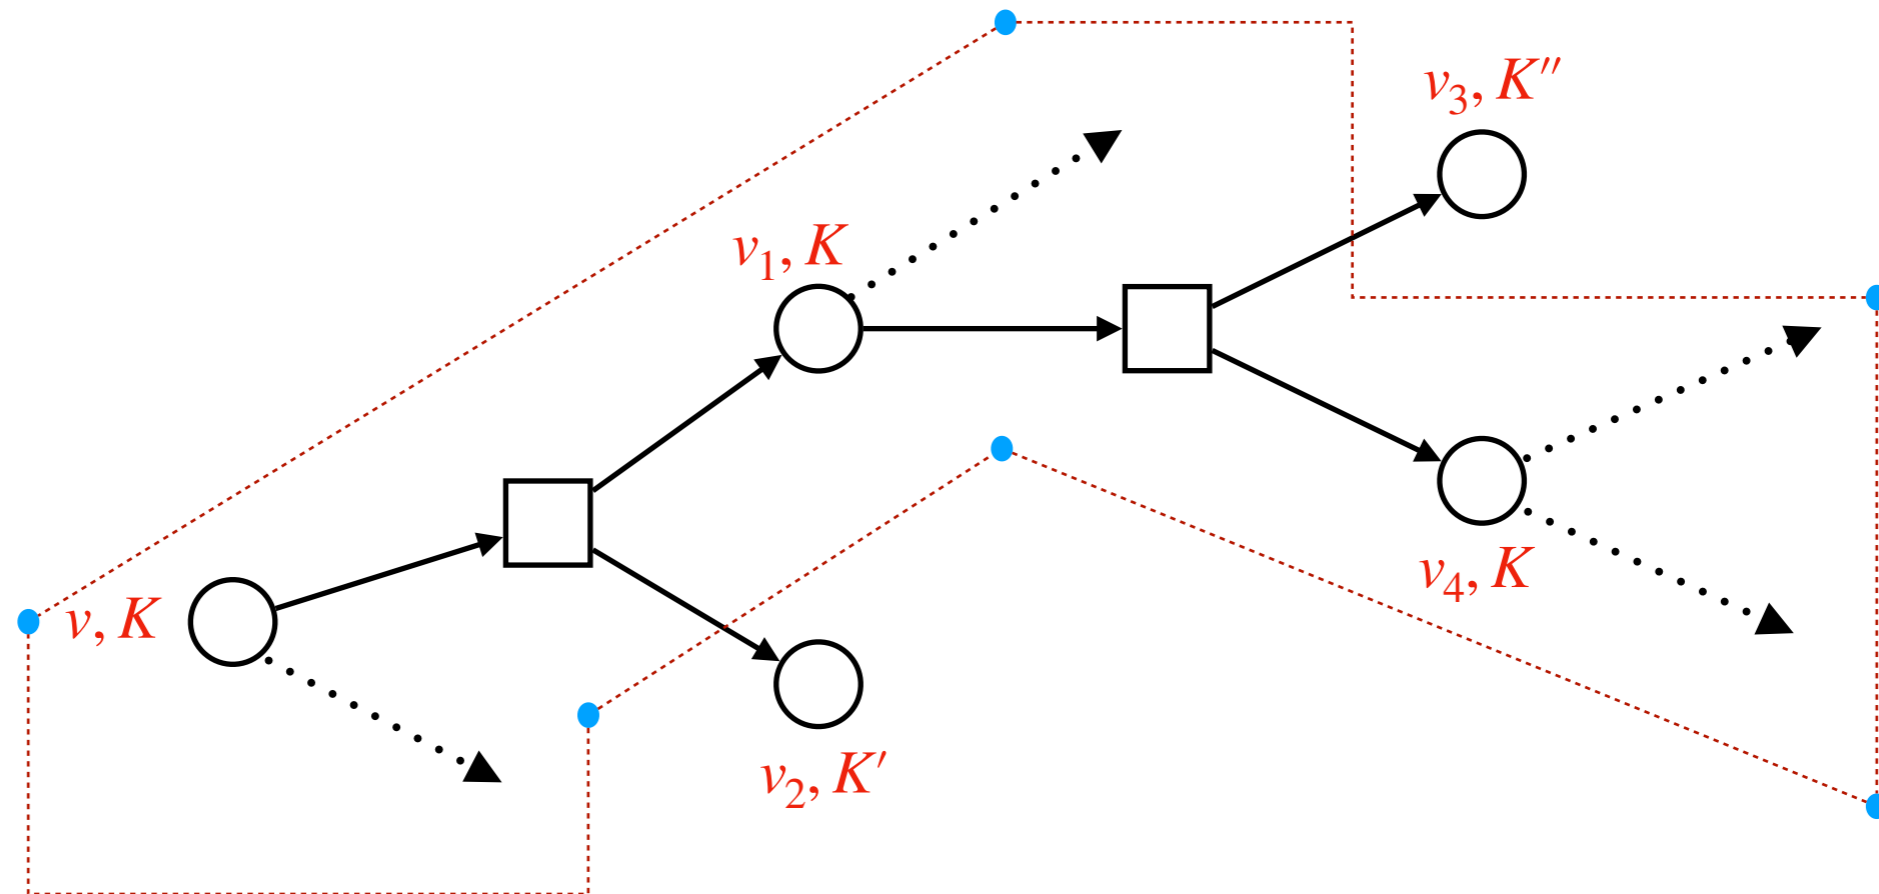 v₃, K″
v₁, K
v, K
v₄, K
v₂, K′